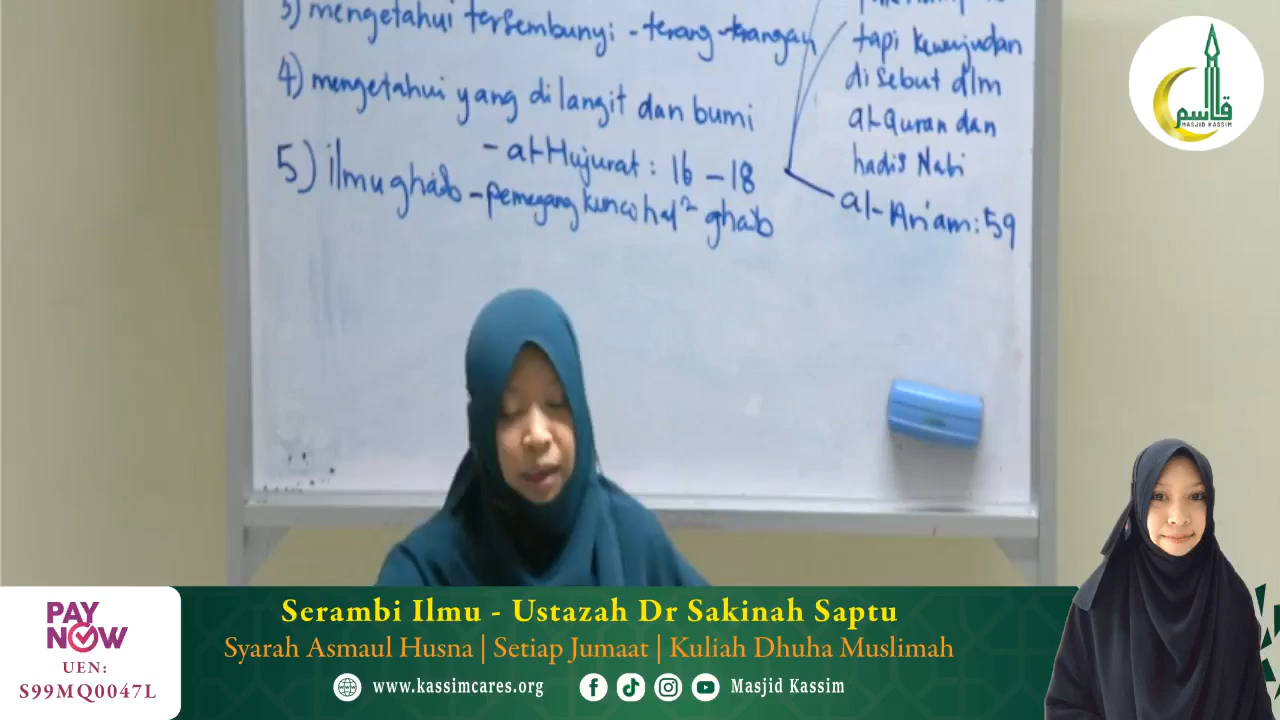 3) mengetahui tersembunyi - terang-terangan
4) mengetahui yang di langit dan bumi
- al-Hujurat : 16 - 18
5) ilmu ghaib - pemegang kunci hal² ghaib
tapi kewujudan
disebut dlm
al-Quran dan
hadis Nabi
al-An'am : 59
قاسم
MASJID KASSIM
PAY
NOW
UEN:
S99MQ0047L
Serambi Ilmu - Ustazah Dr Sakinah Saptu
Syarah Asmaul Husna | Setiap Jumaat | Kuliah Dhuha Muslimah
www.kassimcares.org
Masjid Kassim